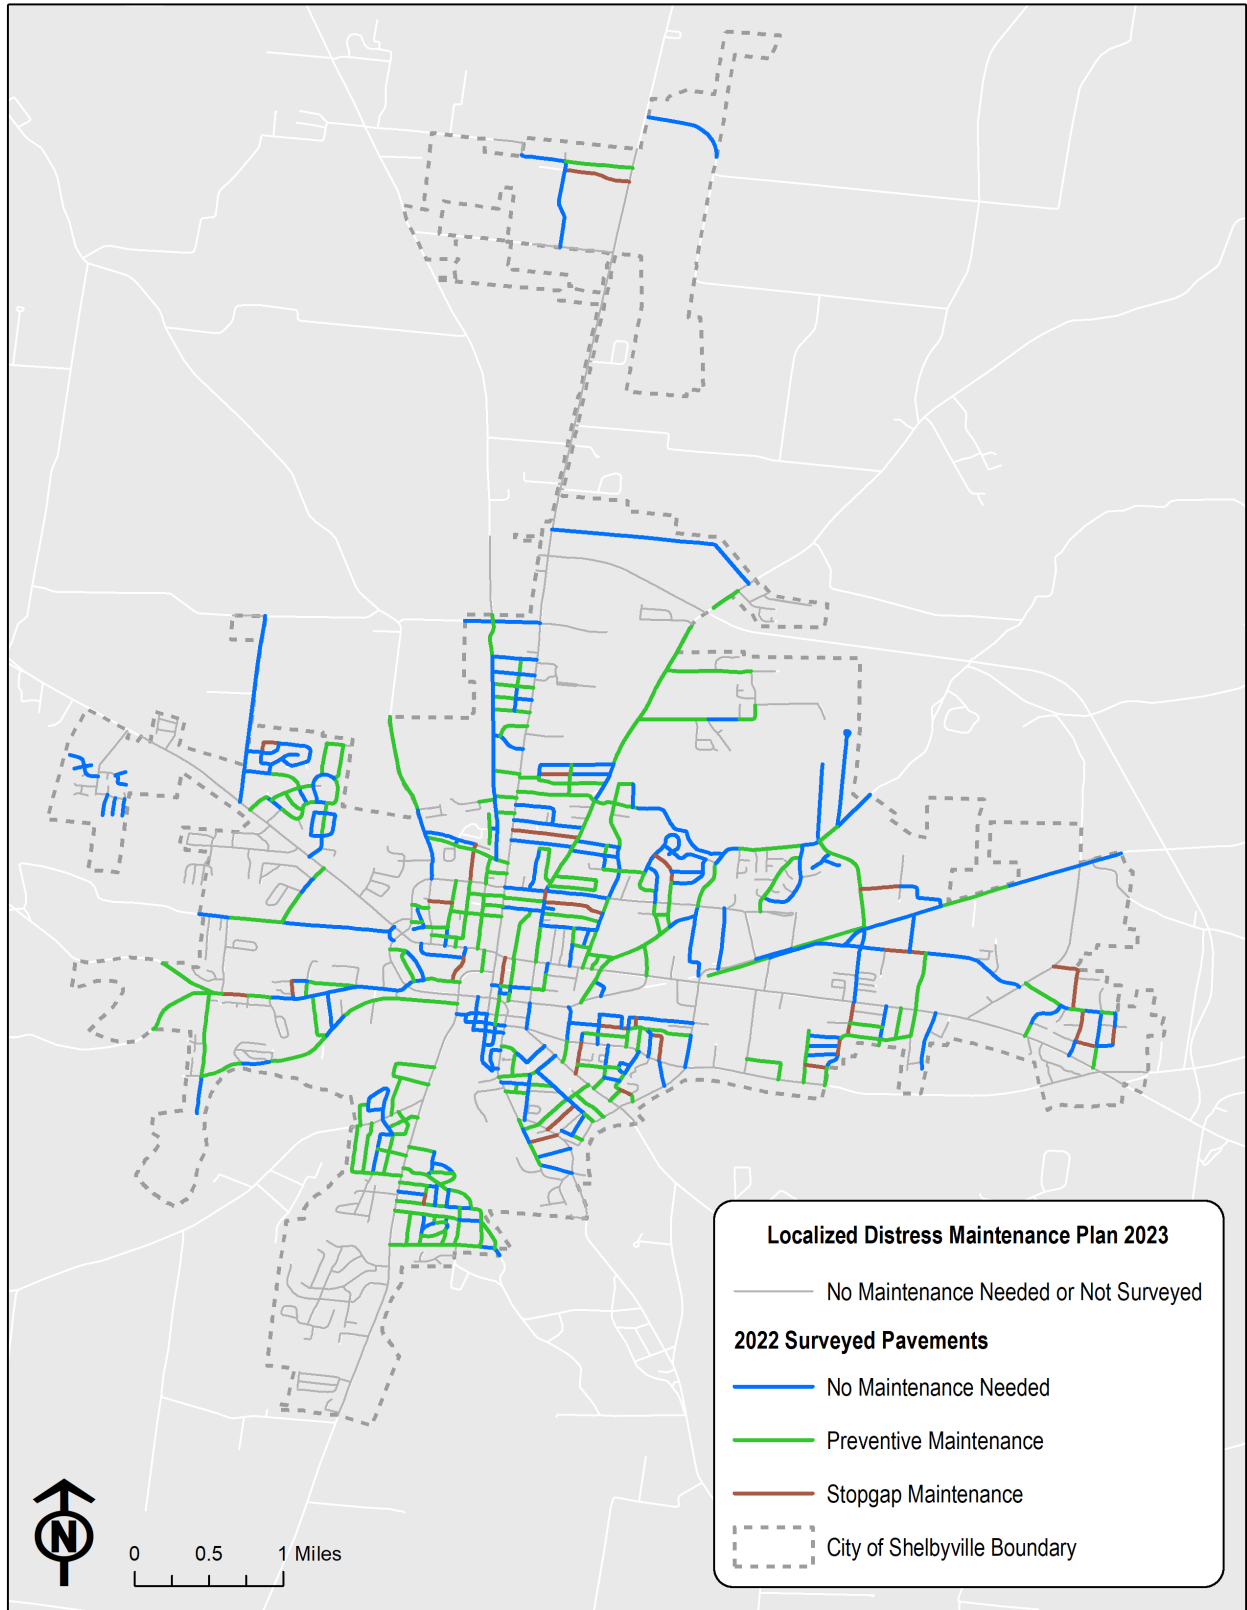 Localized Distress Maintenance Plan 2023
No Maintenance Needed or Not Surveyed
2022 Surveyed Pavements
No Maintenance Needed
Preventive Maintenance
Stopgap Maintenance
City of Shelbyville Boundary
N
0 0.5 1 Miles